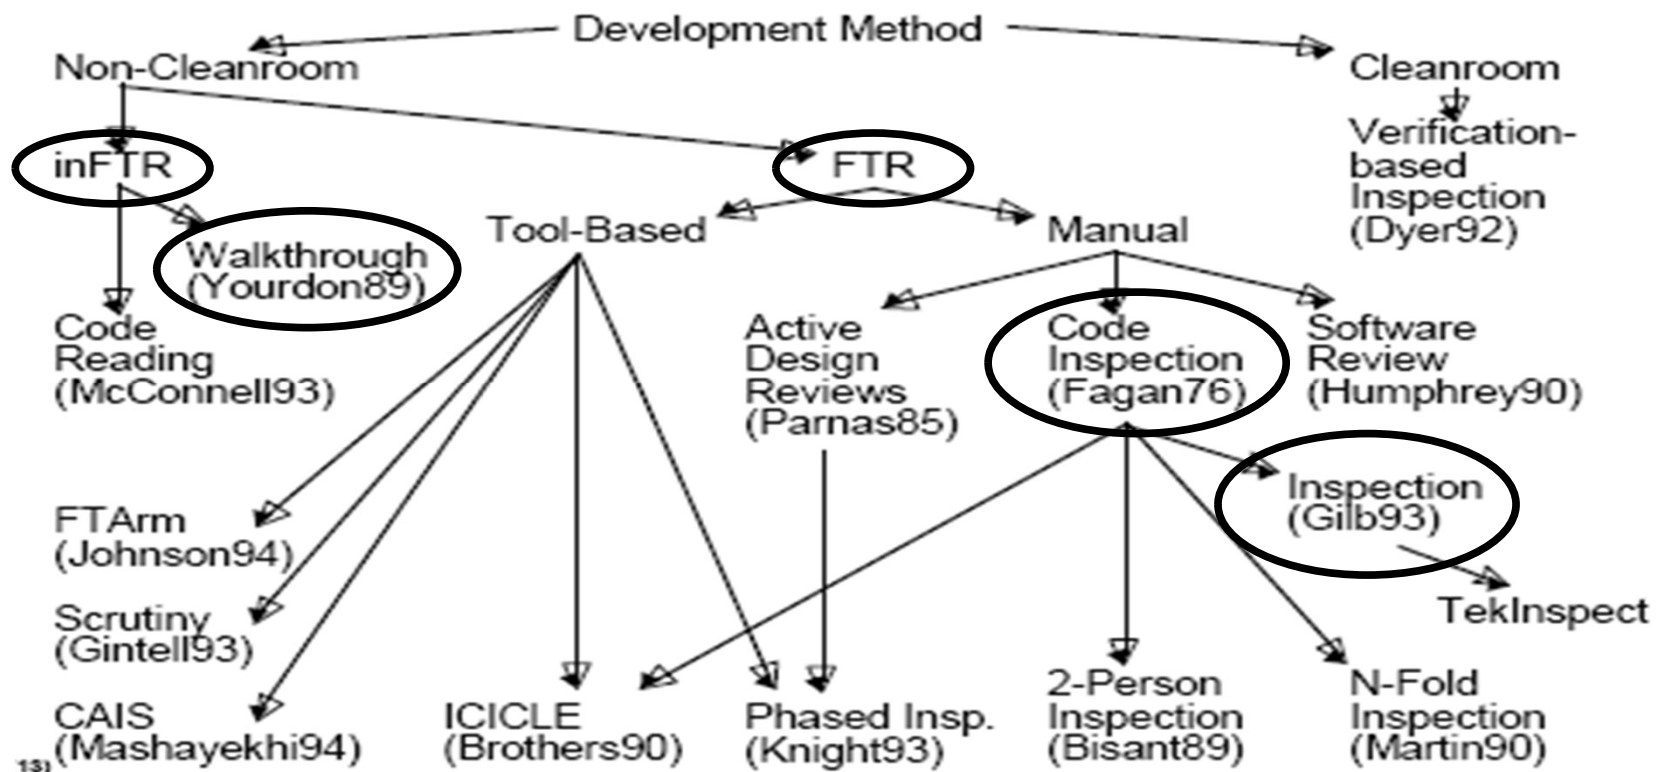 Development Method
Non-Cleanroom
Cleanroom
inFTR
FTR
Verification-
based
Inspection
(Dyer92)
Tool-Based
Manual
Walkthrough
(Yourdon89)
Code
Reading
(McConnell93)
Active
Design
Reviews
(Parnas85)
Code
Inspection
(Fagan76)
Software
Review
(Humphrey90)
Inspection
(Gilb93)
FTArm
(Johnson94)
TekInspect
Scrutiny
(Gintell93)
CAIS
(Mashayekhi94)
ICICLE
(Brothers90)
Phased Insp.
(Knight93)
2-Person
Inspection
(Bisant89)
N-Fold
Inspection
(Martin90)